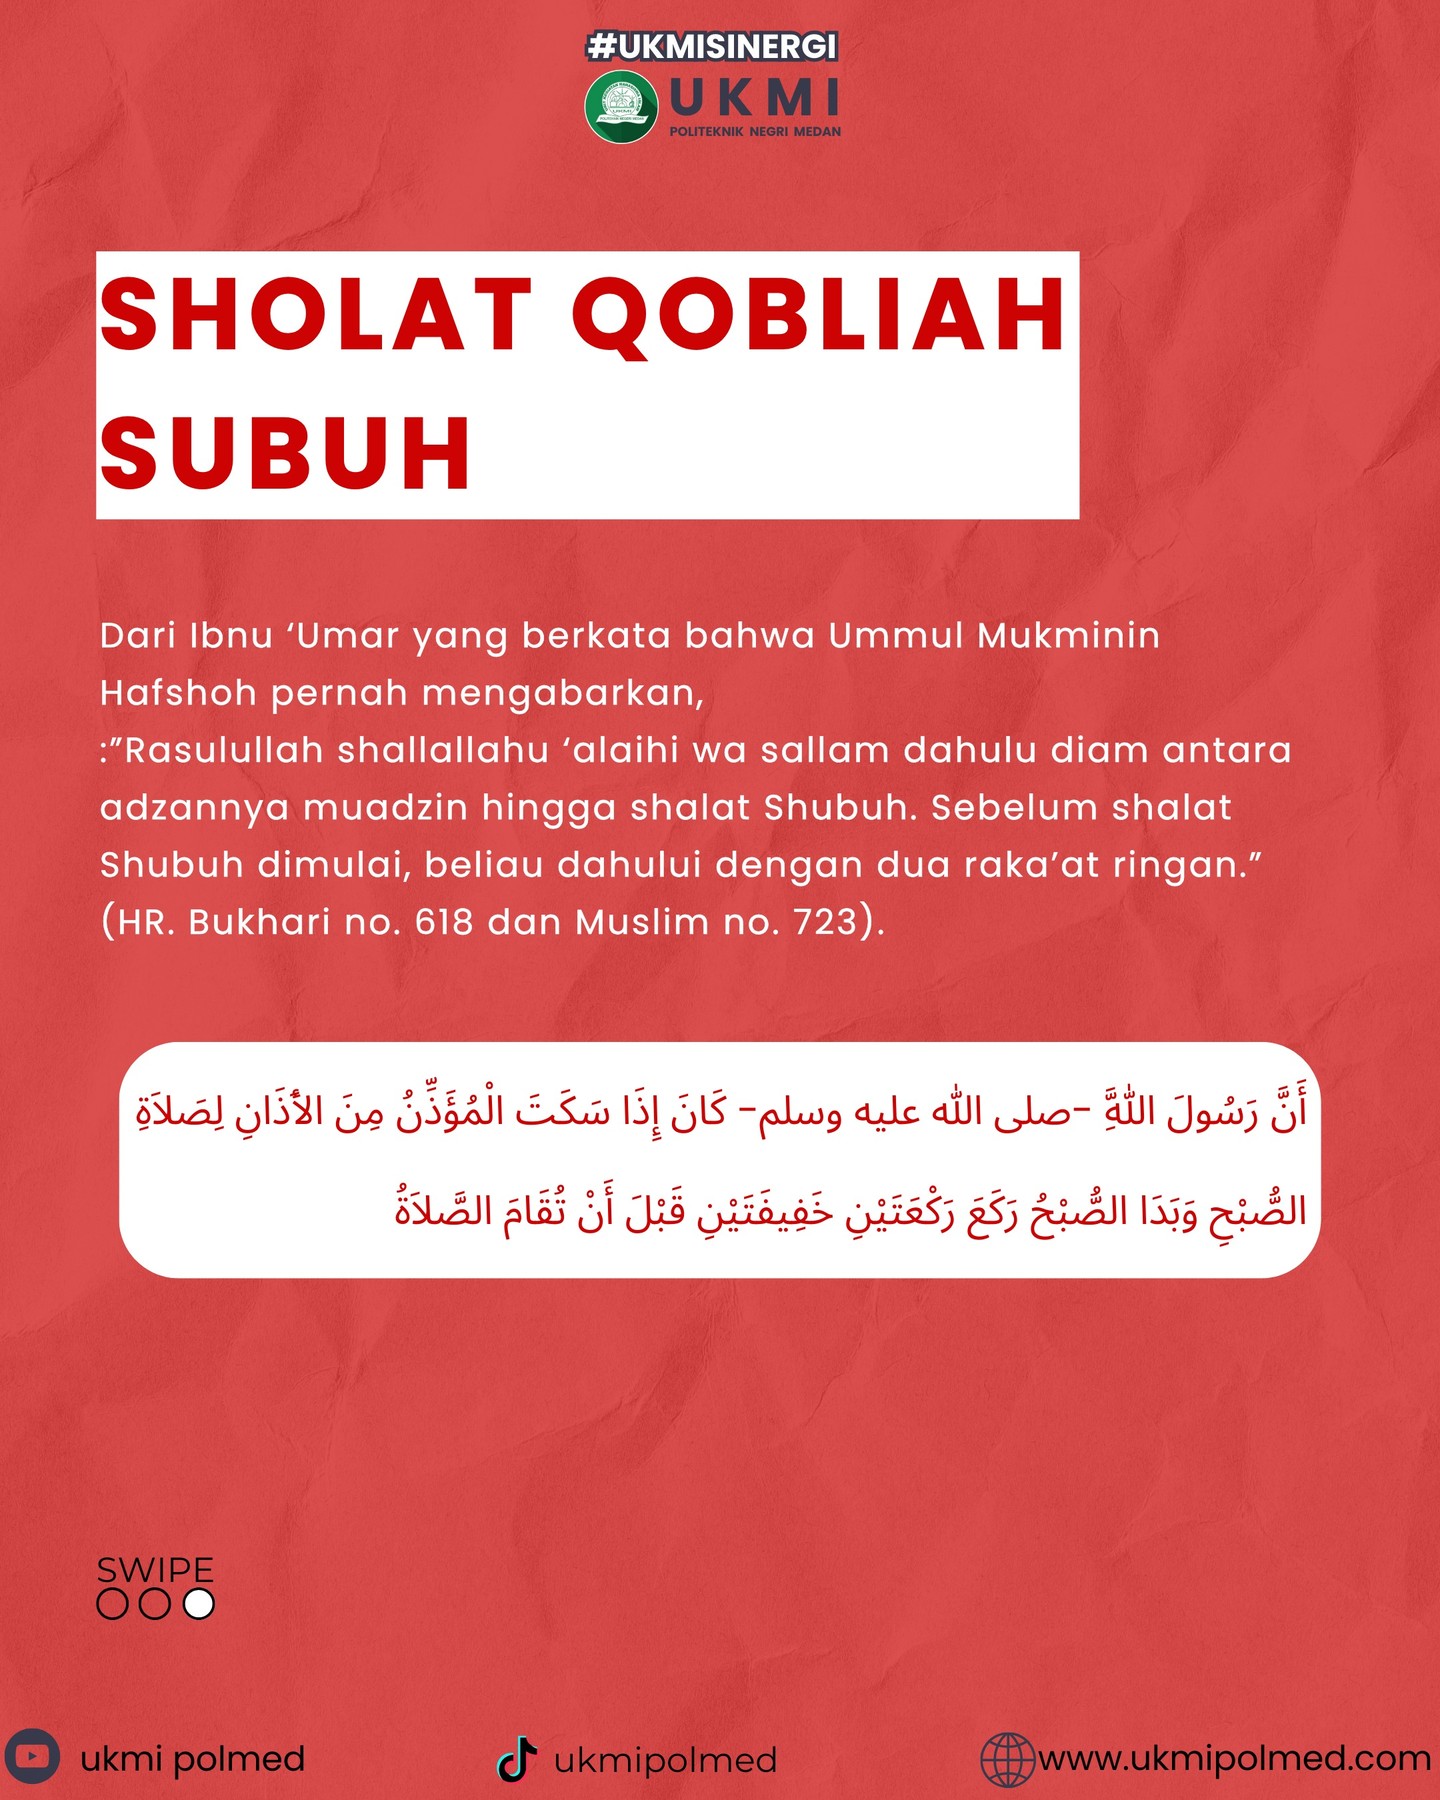 #UKMISINERGI
UKMI
POLITEKNIK NEGRI MEDAN
SHOLAT QOBLIAH
SUBUH
Dari Ibnu ‘Umar yang berkata bahwa Ummul Mukminin
Hafshoh pernah mengabarkan,
:”Rasulullah shallallahu ‘alaihi wa sallam dahulu diam antara
adzannya muadzin hingga shalat Shubuh. Sebelum shalat
Shubuh dimulai, beliau dahului dengan dua raka’at ringan.”
(HR. Bukhari no. 618 dan Muslim no. 723).
أَنَّ رَسُولَ اللَّهِ –صلى الله عليه وسلم– كَانَ إِذَا سَكَتَ الْمُؤَذِّنُ مِنَ الأَذَانِ لِصَلاَةِ
الصُّبْحِ وَبَدَا الصُّبْحُ رَكَعَ رَكْعَتَيْنِ خَفِيفَتَيْنِ قَبْلَ أَنْ تُقَامَ الصَّلاَةُ
SWIPE
ukmi polmed
ukmipolmed
www.ukmipolmed.com